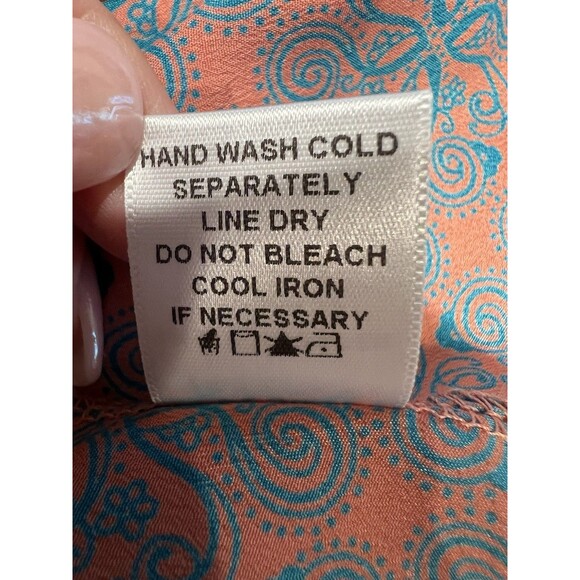 HAND WASH COLD
SEPARATELY
LINE DRY
DO NOT BLEACH
COOL IRON
IF NECESSARY